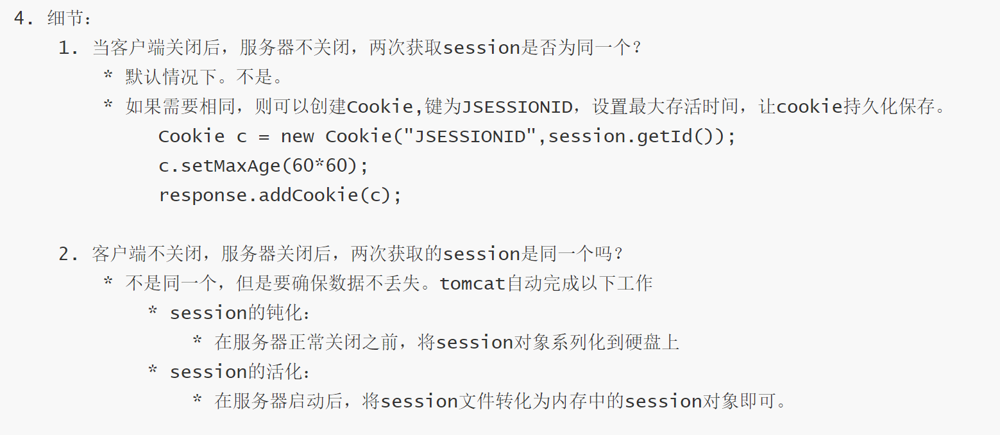 4. 细节：
1. 当客户端关闭后，服务器不关闭，两次获取session是否为同一个？
* 默认情况下。不是。
* 如果需要相同，则可以创建Cookie,键为JSESSIONID，设置最大存活时间，让cookie持久化保存。
Cookie c = new Cookie("JSESSIONID",session.getId());
c.setMaxAge(60*60);
response.addCookie(c);
2. 客户端不关闭，服务器关闭后，两次获取的session是同一个吗？
* 不是同一个，但是要确保数据不丢失。tomcat自动完成以下工作
* session的钝化：
* 在服务器正常关闭之前，将session对象系列化到硬盘上
* session的活化：
* 在服务器启动后，将session文件转化为内存中的session对象即可。